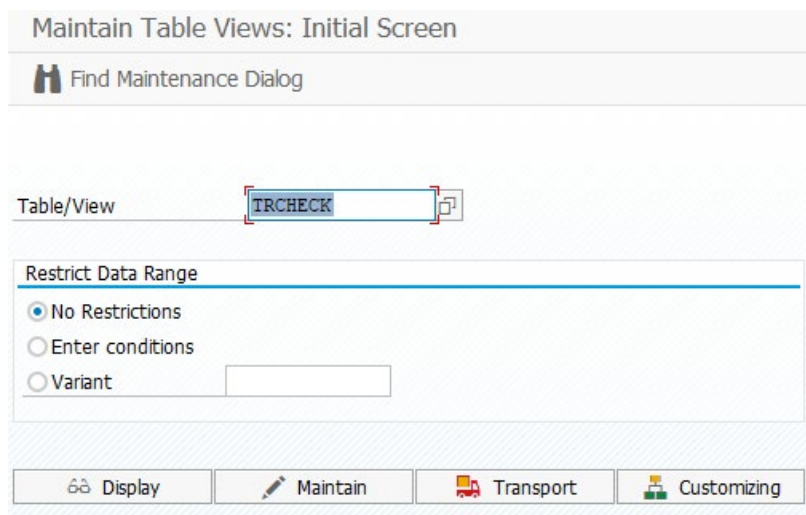 Maintain Table Views: Initial Screen
Find Maintenance Dialog
Table/View TRCHECK
Restrict Data Range
No Restrictions
Enter conditions
Variant
Display Maintain Transport Customizing